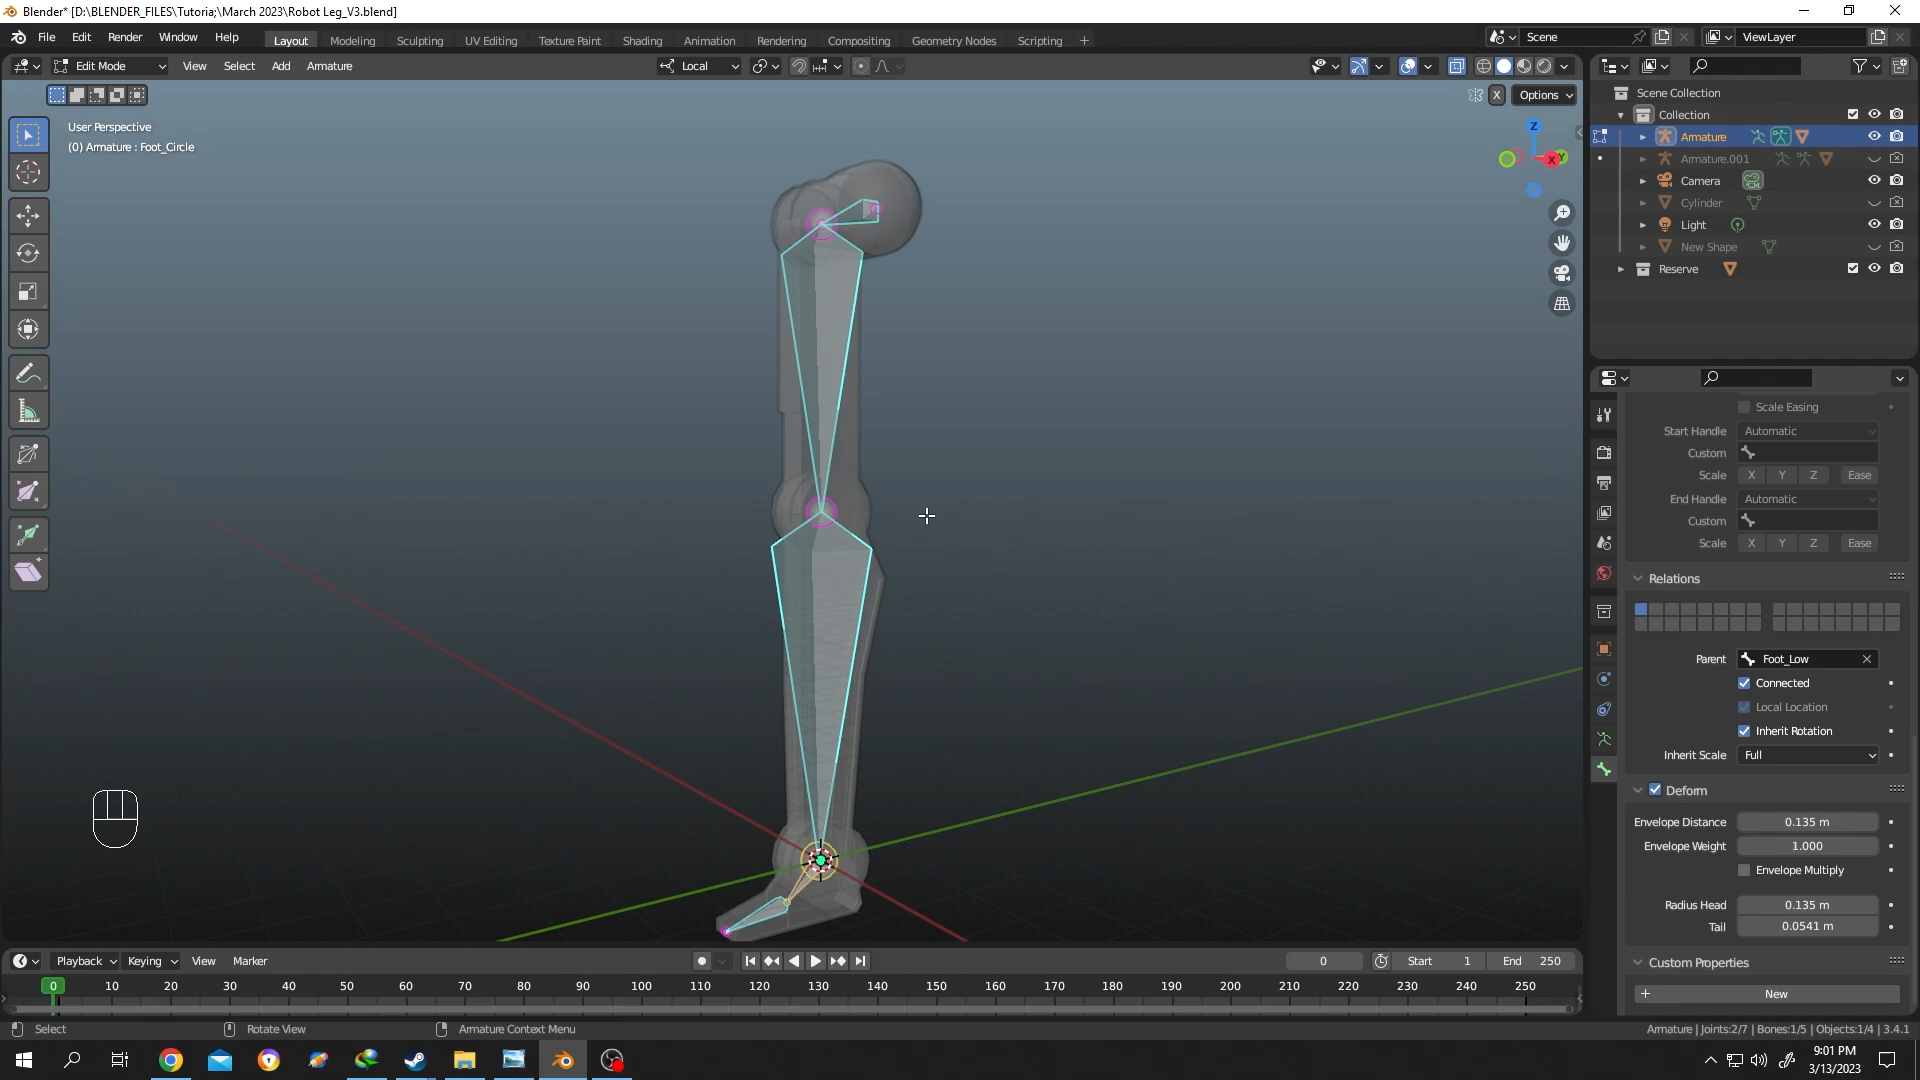 Blender* [D:\BLENDER_FILES\Tutoria;\March 2023\Robot Leg_V3.blend]
File Edit Render Window Help Layout Modeling Sculpting UV Editing Texture Paint Shading Animation Rendering Compositing Geometry Nodes Scripting + Scene ViewLayer
Edit Mode View Select Add Armature Local
X Options
User Perspective
(0) Armature : Foot_Circle
Z
X Y
Scene Collection
Collection
Armature
Armature.001
Camera
Cylinder
Light
New Shape
Reserve
Scale Easing
Start Handle Automatic
Custom
Scale X Y Z Ease
End Handle Automatic
Custom
Scale X Y Z Ease
Relations
Parent Foot_Low
Connected
Local Location
Inherit Rotation
Inherit Scale Full
Deform
Envelope Distance 0.135 m
Envelope Weight 1.000
Envelope Multiply
Radius Head 0.135 m
Tail 0.0541 m
Custom Properties
+ New
Playback Keying View Marker 0 Start 1 End 250
0 10 20 30 40 50 60 70 80 90 100 110 120 130 140 150 160 170 180 190 200 210 220 230 240 250
Select Rotate View Armature Context Menu Armature | Joints:2/7 | Bones:1/5 | Objects:1/4 | 3.4.1
9:01 PM
3/13/2023